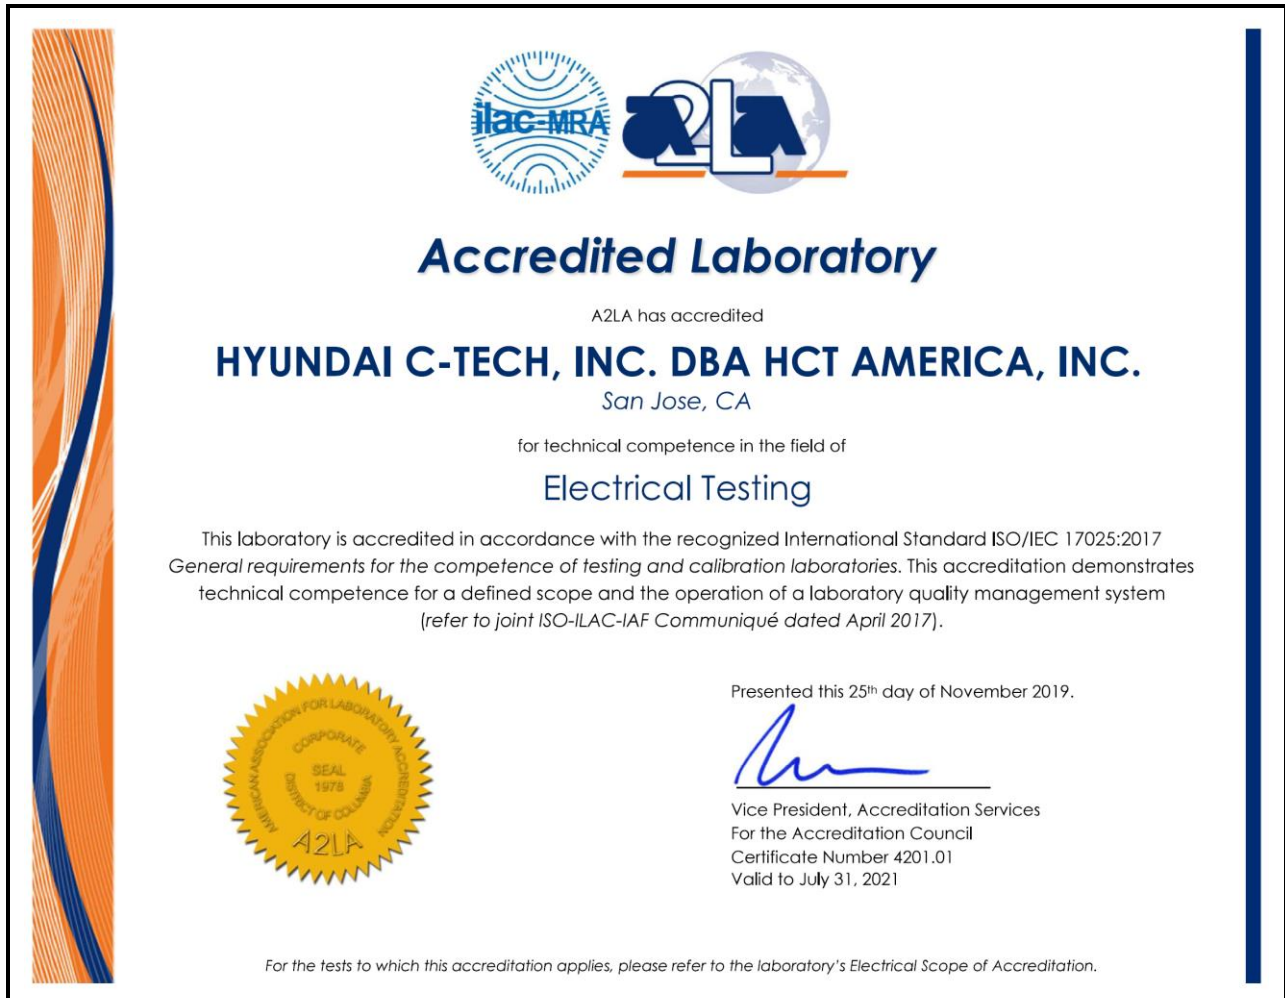 ilac-MRA
A2LA
Accredited Laboratory
A2LA has accredited
HYUNDAI C-TECH, INC. DBA HCT AMERICA, INC.
San Jose, CA
for technical competence in the field of
Electrical Testing
This laboratory is accredited in accordance with the recognized International Standard ISO/IEC 17025:2017
General requirements for the competence of testing and calibration laboratories. This accreditation demonstrates
technical competence for a defined scope and the operation of a laboratory quality management system
(refer to joint ISO-ILAC-IAF Communiqué dated April 2017).
AMERICAN ASSOCIATION FOR LABORATORY ACCREDITATION
CORPORATE
SEAL
1978
DISTRICT OF COLUMBIA
A2LA
Presented this 25th day of November 2019.
Vice President, Accreditation Services
For the Accreditation Council
Certificate Number 4201.01
Valid to July 31, 2021
For the tests to which this accreditation applies, please refer to the laboratory's Electrical Scope of Accreditation.